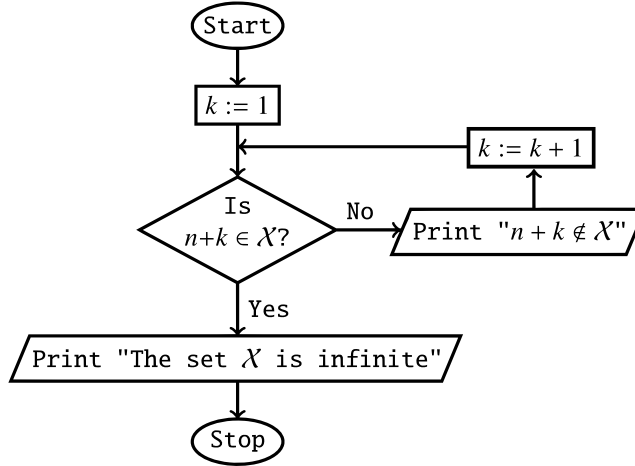 Start
k := 1
k := k + 1
Is
n+k ∈ 𝒳?
No
Print "n + k ∉ 𝒳"
Yes
Print "The set 𝒳 is infinite"
Stop